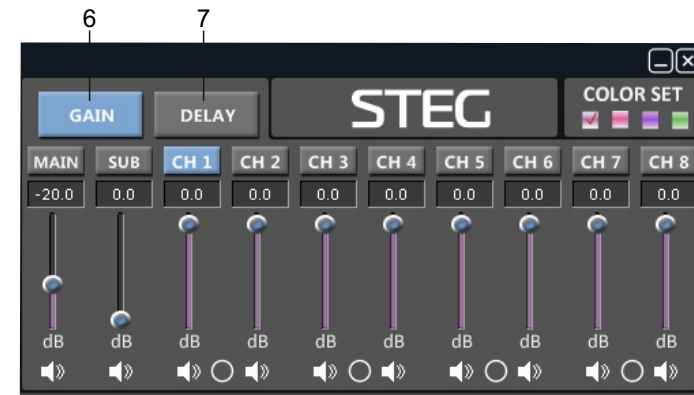 6 7
GAIN DELAY STEG COLOR SET
MAIN SUB CH 1 CH 2 CH 3 CH 4 CH 5 CH 6 CH 7 CH 8
-20.0 0.0 0.0 0.0 0.0 0.0 0.0 0.0 0.0 0.0
dB dB dB dB dB dB dB dB dB dB